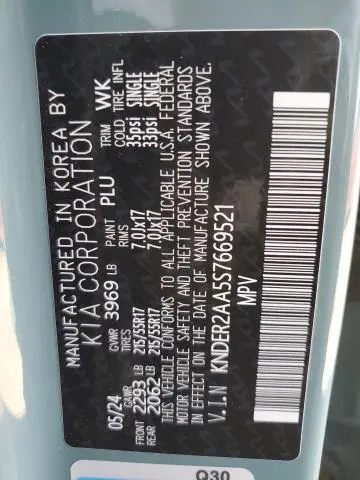 MANUFACTURED IN KOREA BY
KIA CORPORATION
05/24 GVWR 3969 LB PAINT PLU TRIM WK
GAWR TIRES RIMS COLD TIRE INFL
FRONT 2293 LB 215/55R17 7.0Jx17 35psi SINGLE
REAR 2062 LB 215/55R17 7.0Jx17 33psi SINGLE
THIS VEHICLE CONFORMS TO ALL APPLICABLE U.S.A. FEDERAL
MOTOR VEHICLE SAFETY AND THEFT PREVENTION STANDARDS
IN EFFECT ON THE DATE OF MANUFACTURE SHOWN ABOVE.
V.I.N KNDER2AA5S7669521
MPV
Q30